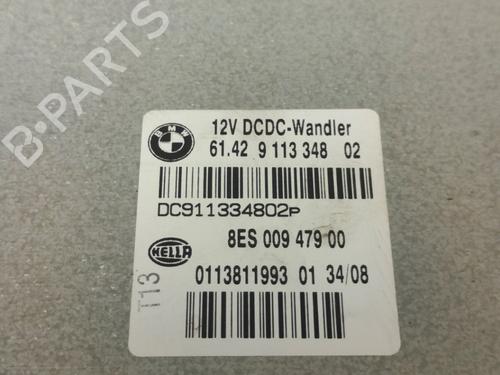 BMW
12V DCDC-Wandler
61.42 9 113 348 02
DC911334802P
8ES 009 479 00
HELLA
0113811993 01 34/08
T13
B-PARTS